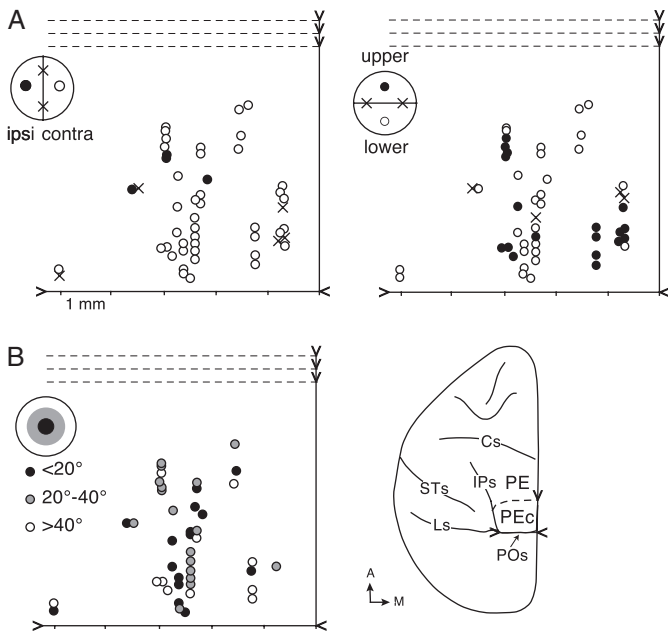 A
ipsi contra
1 mm
upper
lower
B
<20°
20°-40°
>40°
Cs
IPs
PE
STs
PEc
Ls
POs
A
M